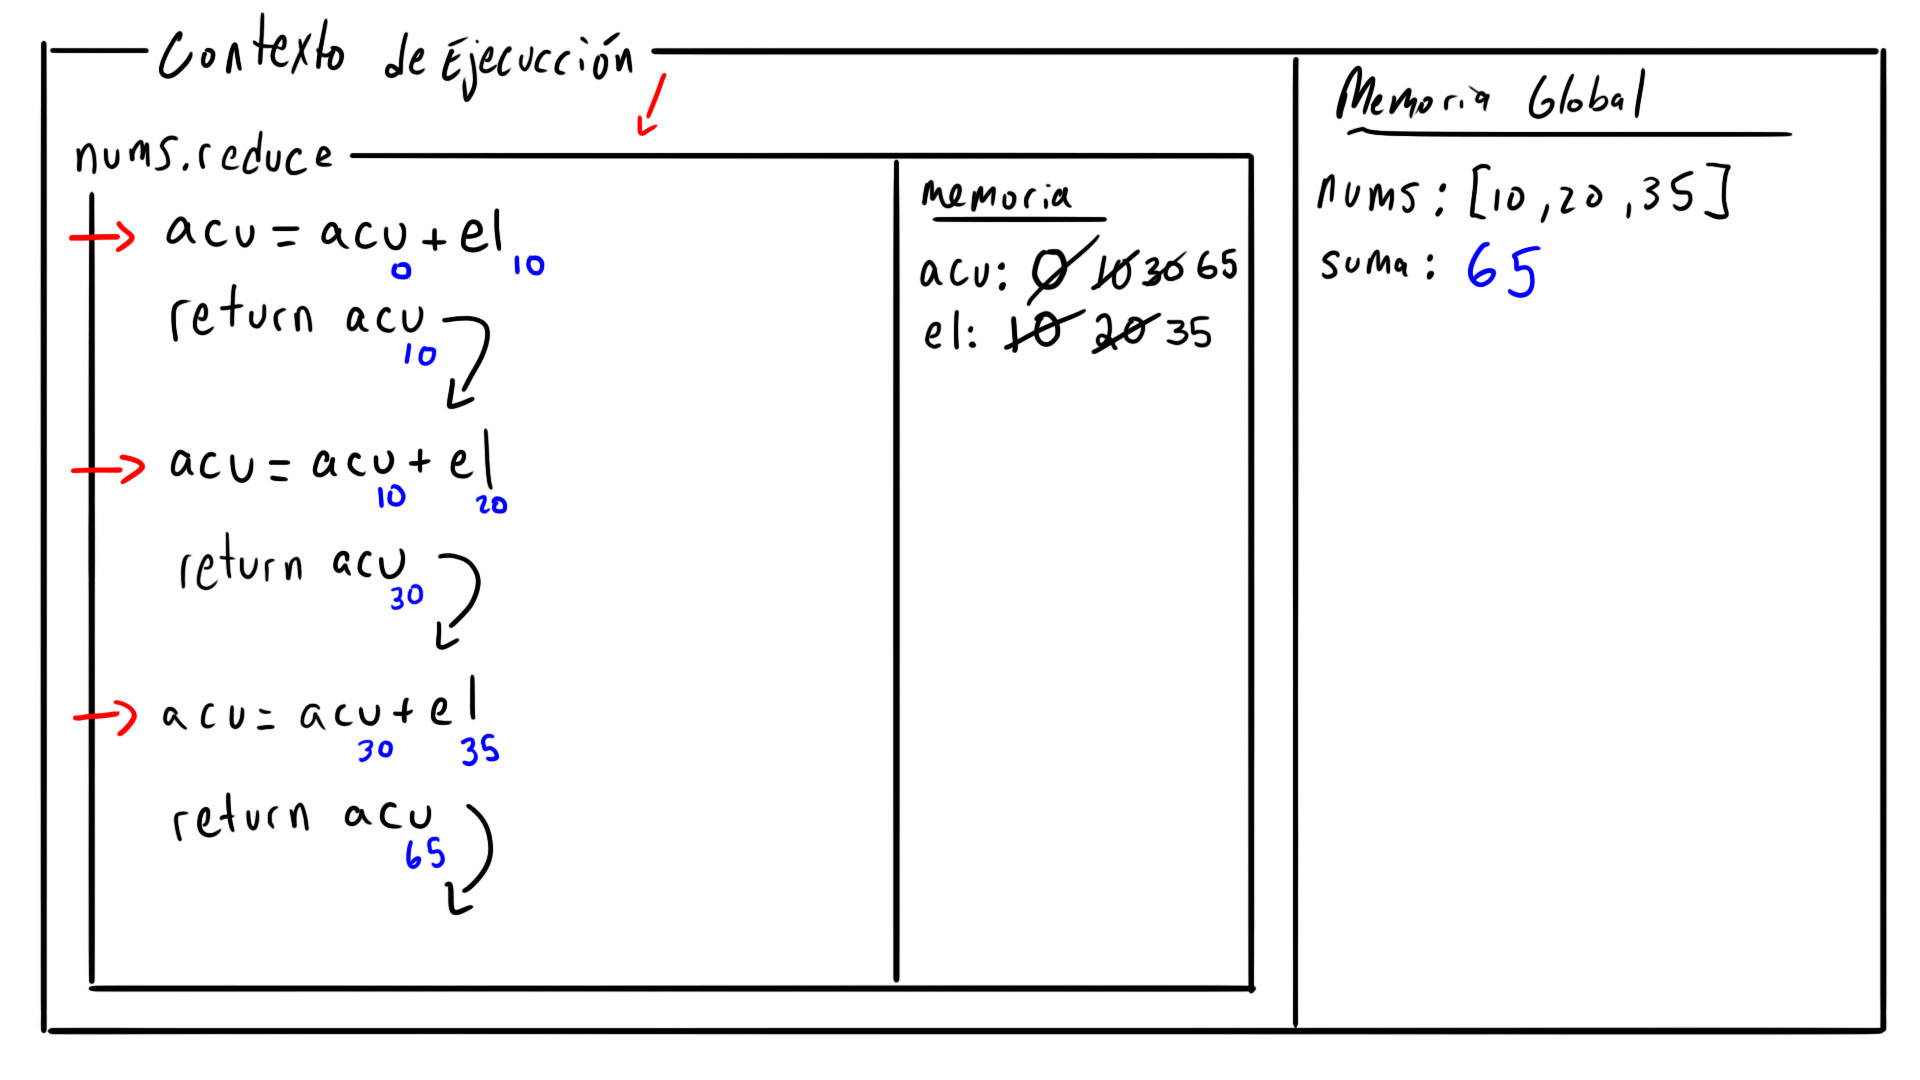 Contexto de Ejecucción
nums.reduce
acu = acu + el
0 10
return acu
10
acu = acu + el
10 20
return acu
30
acu = acu + el
30 35
return acu
65
memoria
acu: 0 10 30 65
el: 10 20 35
Memoria Global
nums: [10, 20, 35]
suma: 65